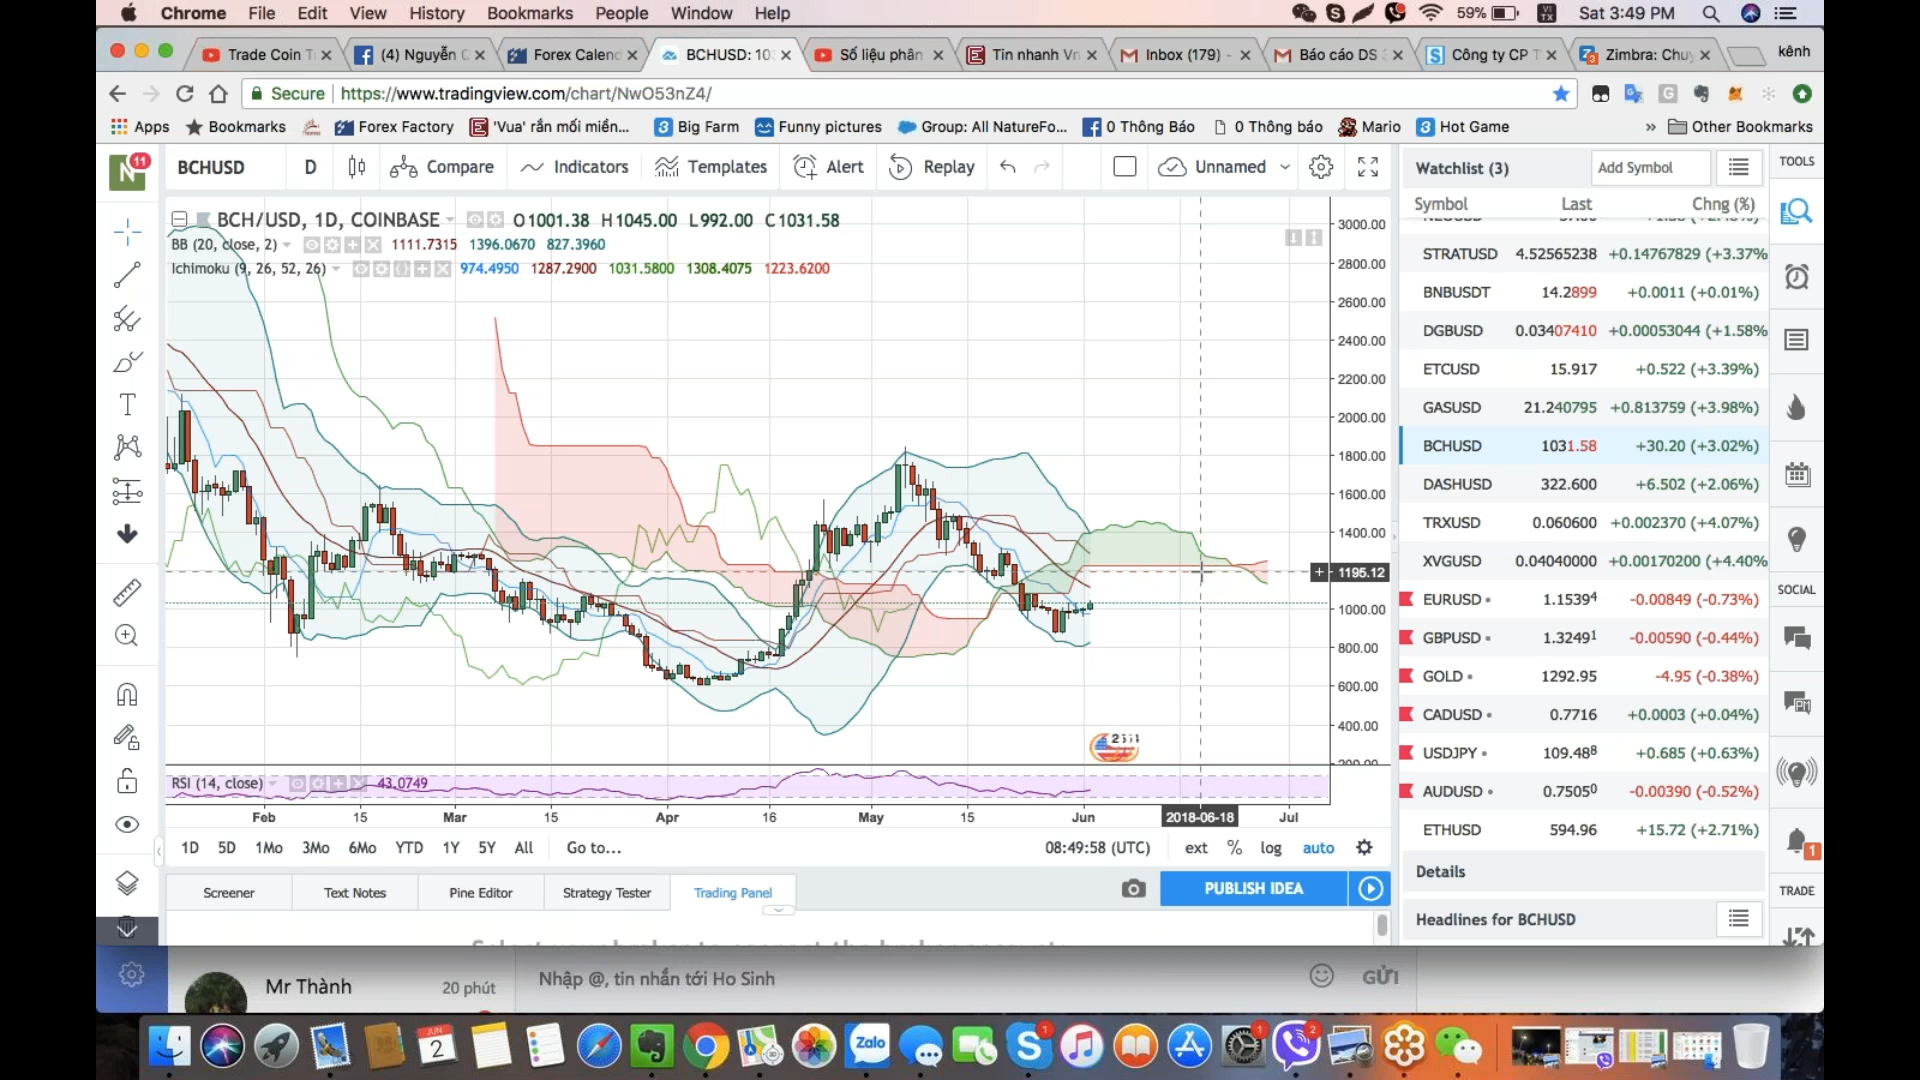 Chrome File Edit View History Bookmarks People Window Help 59% VI TX Sat 3:49 PM
Trade Coin T (4) Nguyễn Forex Calend BCHUSD: 10 Số liệu phân Tin nhanh Vn Inbox (179) - Báo cáo DS Công ty CP T Zimbra: Chu kênh
Secure https://www.tradingview.com/chart/NwO53nZ4/
Apps Bookmarks Forex Factory 'Vua' rắn mối miền... Big Farm Funny pictures Group: All NatureFo... 0 Thông Báo 0 Thông báo Mario Hot Game » Other Bookmarks
N 11 BCHUSD D Compare Indicators Templates Alert Replay Unnamed
Watchlist (3) Add Symbol TOOLS
Symbol Last Chng (%)
BCH/USD, 1D, COINBASE O1001.38 H1045.00 L992.00 C1031.58
BB (20, close, 2) 1111.7315 1396.0670 827.3960
Ichimoku (9, 26, 52, 26) 974.4950 1287.2900 1031.5800 1308.4075 1223.6200
3000.00
2800.00
2600.00
2400.00
2200.00
2000.00
1800.00
1600.00
1400.00
1195.12
1000.00
800.00
600.00
400.00
200.00
STRATUSD 4.52565238 +0.14767829 (+3.37%
BNBUSDT 14.2899 +0.0011 (+0.01%)
DGBUSD 0.03407410 +0.00053044 (+1.58%
ETCUSD 15.917 +0.522 (+3.39%)
GASUSD 21.240795 +0.813759 (+3.98%)
BCHUSD 1031.58 +30.20 (+3.02%)
DASHUSD 322.600 +6.502 (+2.06%)
TRXUSD 0.060600 +0.002370 (+4.07%)
XVGUSD 0.04040000 +0.00170200 (+4.40%
EURUSD 1.15394 -0.00849 (-0.73%)
SOCIAL
GBPUSD 1.32491 -0.00590 (-0.44%)
GOLD 1292.95 -4.95 (-0.38%)
CADUSD 0.7716 +0.0003 (+0.04%)
USDJPY 109.488 +0.685 (+0.63%)
AUDUSD 0.75050 -0.00390 (-0.52%)
ETHUSD 594.96 +15.72 (+2.71%)
1
Details
TRADE
Headlines for BCHUSD
RSI (14, close) 43.0749
Feb 15 Mar 15 Apr 16 May 15 Jun 2018-06-18 Jul
1D 5D 1Mo 3Mo 6Mo YTD 1Y 5Y All Go to... 08:49:58 (UTC) ext % log auto
Screener Text Notes Pine Editor Strategy Tester Trading Panel PUBLISH IDEA
Mr Thành 20 phút Nhập @, tin nhắn tới Ho Sinh GỬI
JUN 2 Zalo 1 1 2